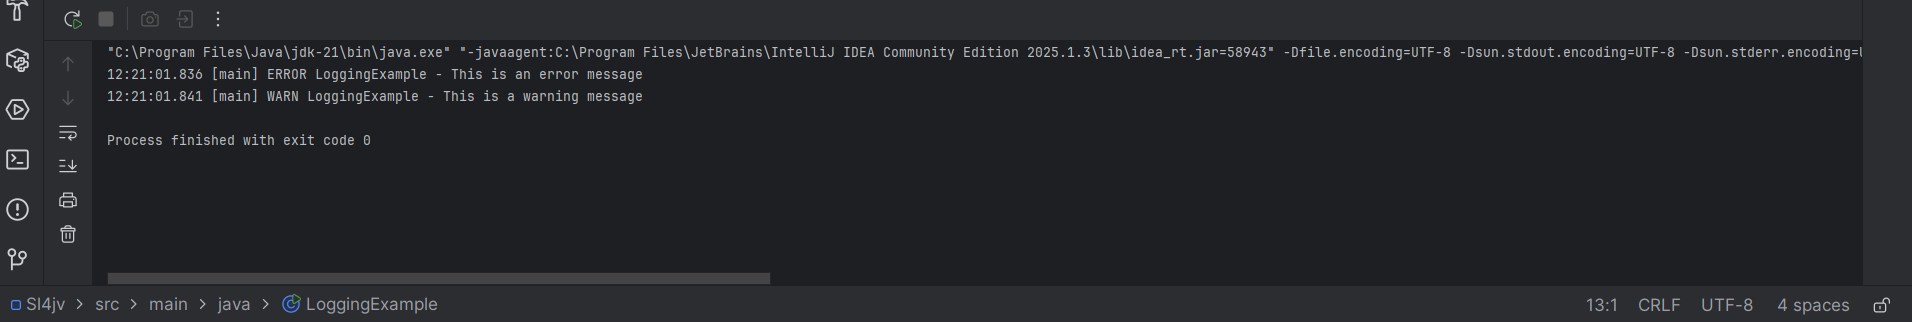 "C:\Program Files\Java\jdk-21\bin\java.exe" "-javaagent:C:\Program Files\JetBrains\IntelliJ IDEA Community Edition 2025.1.3\lib\idea_rt.jar=58943" -Dfile.encoding=UTF-8 -Dsun.stdout.encoding=UTF-8 -Dsun.stderr.encoding=
12:21:01.836 [main] ERROR LoggingExample - This is an error message
12:21:01.841 [main] WARN LoggingExample - This is a warning message
Process finished with exit code 0
Sl4jv > src > main > java > LoggingExample 13:1 CRLF UTF-8 4 spaces